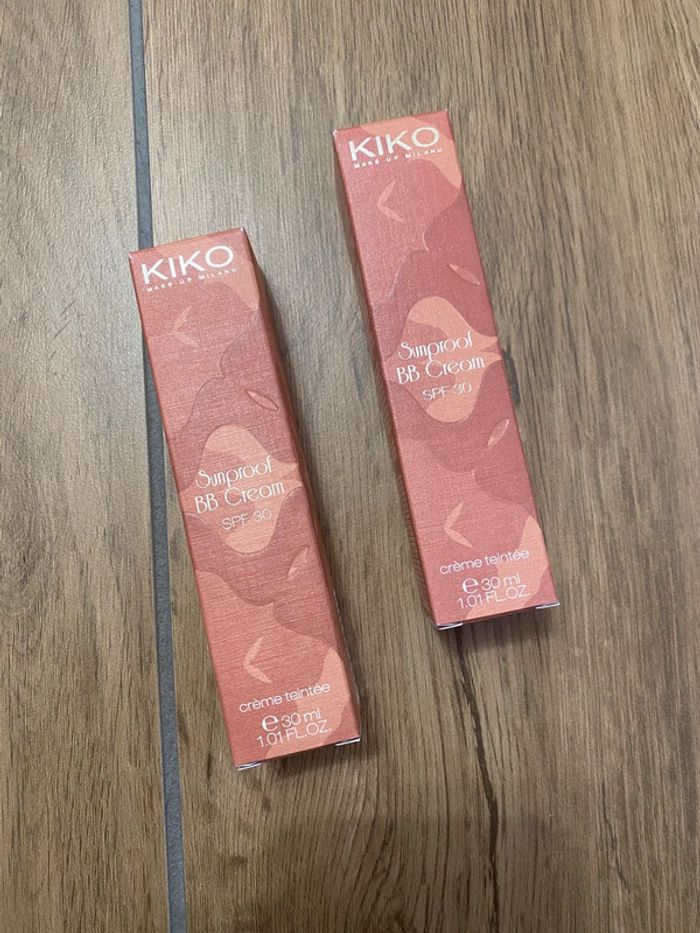 KIKO
MAKE UP MILANO
Sunproof
BB Cream
SPF 30
crème teintée
e 30 ml
1.01 FL.OZ.
KIKO
MAKE UP MILANO
Sunproof
BB Cream
SPF 30
crème teintée
e 30 ml
1.01 FL.OZ.